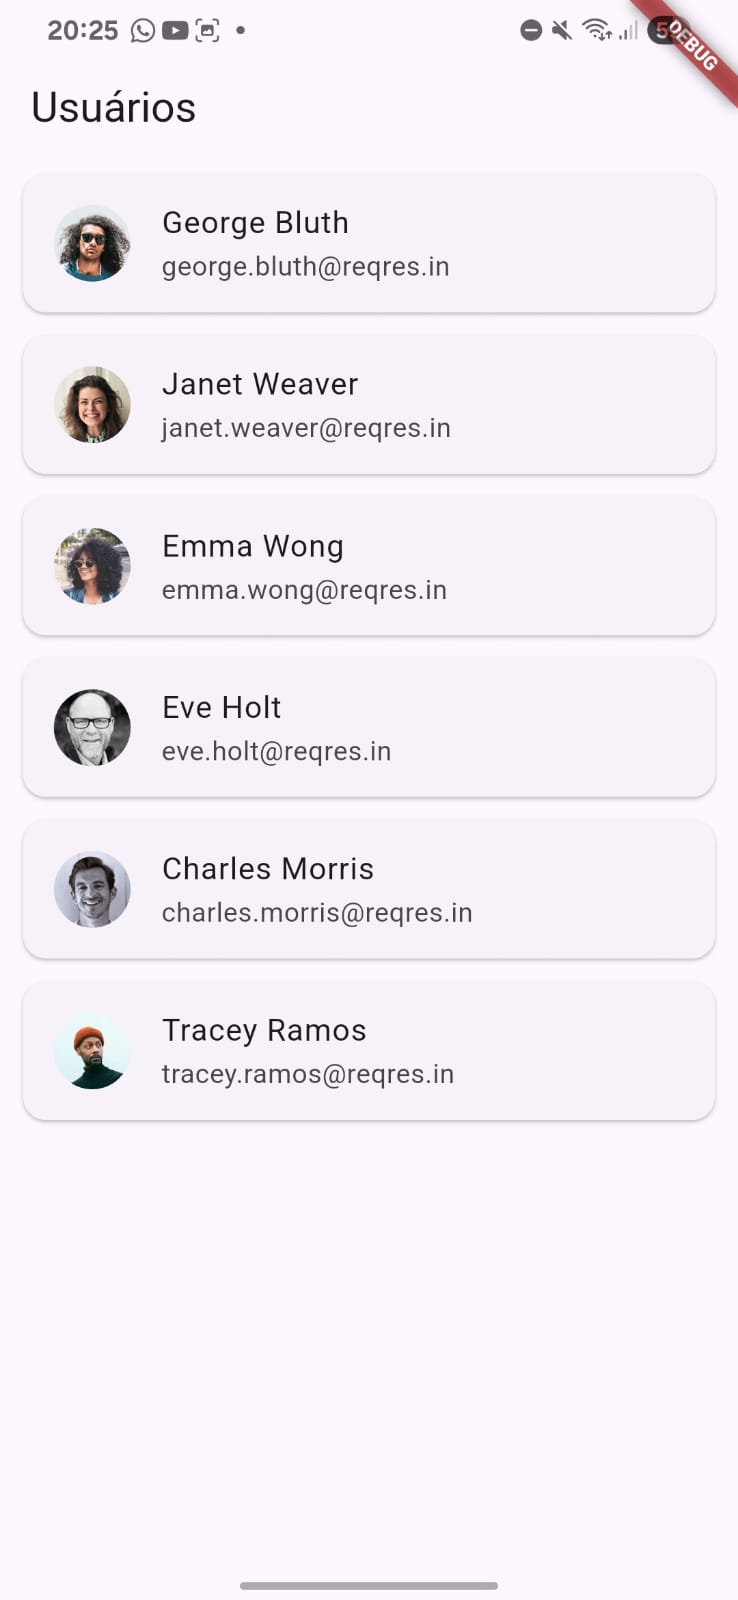 20:25
DEBUG
Usuários
George Bluth
george.bluth@reqres.in
Janet Weaver
janet.weaver@reqres.in
Emma Wong
emma.wong@reqres.in
Eve Holt
eve.holt@reqres.in
Charles Morris
charles.morris@reqres.in
Tracey Ramos
tracey.ramos@reqres.in